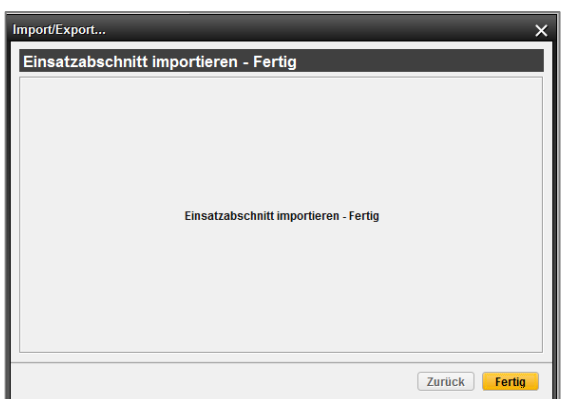 Import/Export...
Einsatzabschnitt importieren - Fertig
Einsatzabschnitt importieren - Fertig
Zurück Fertig